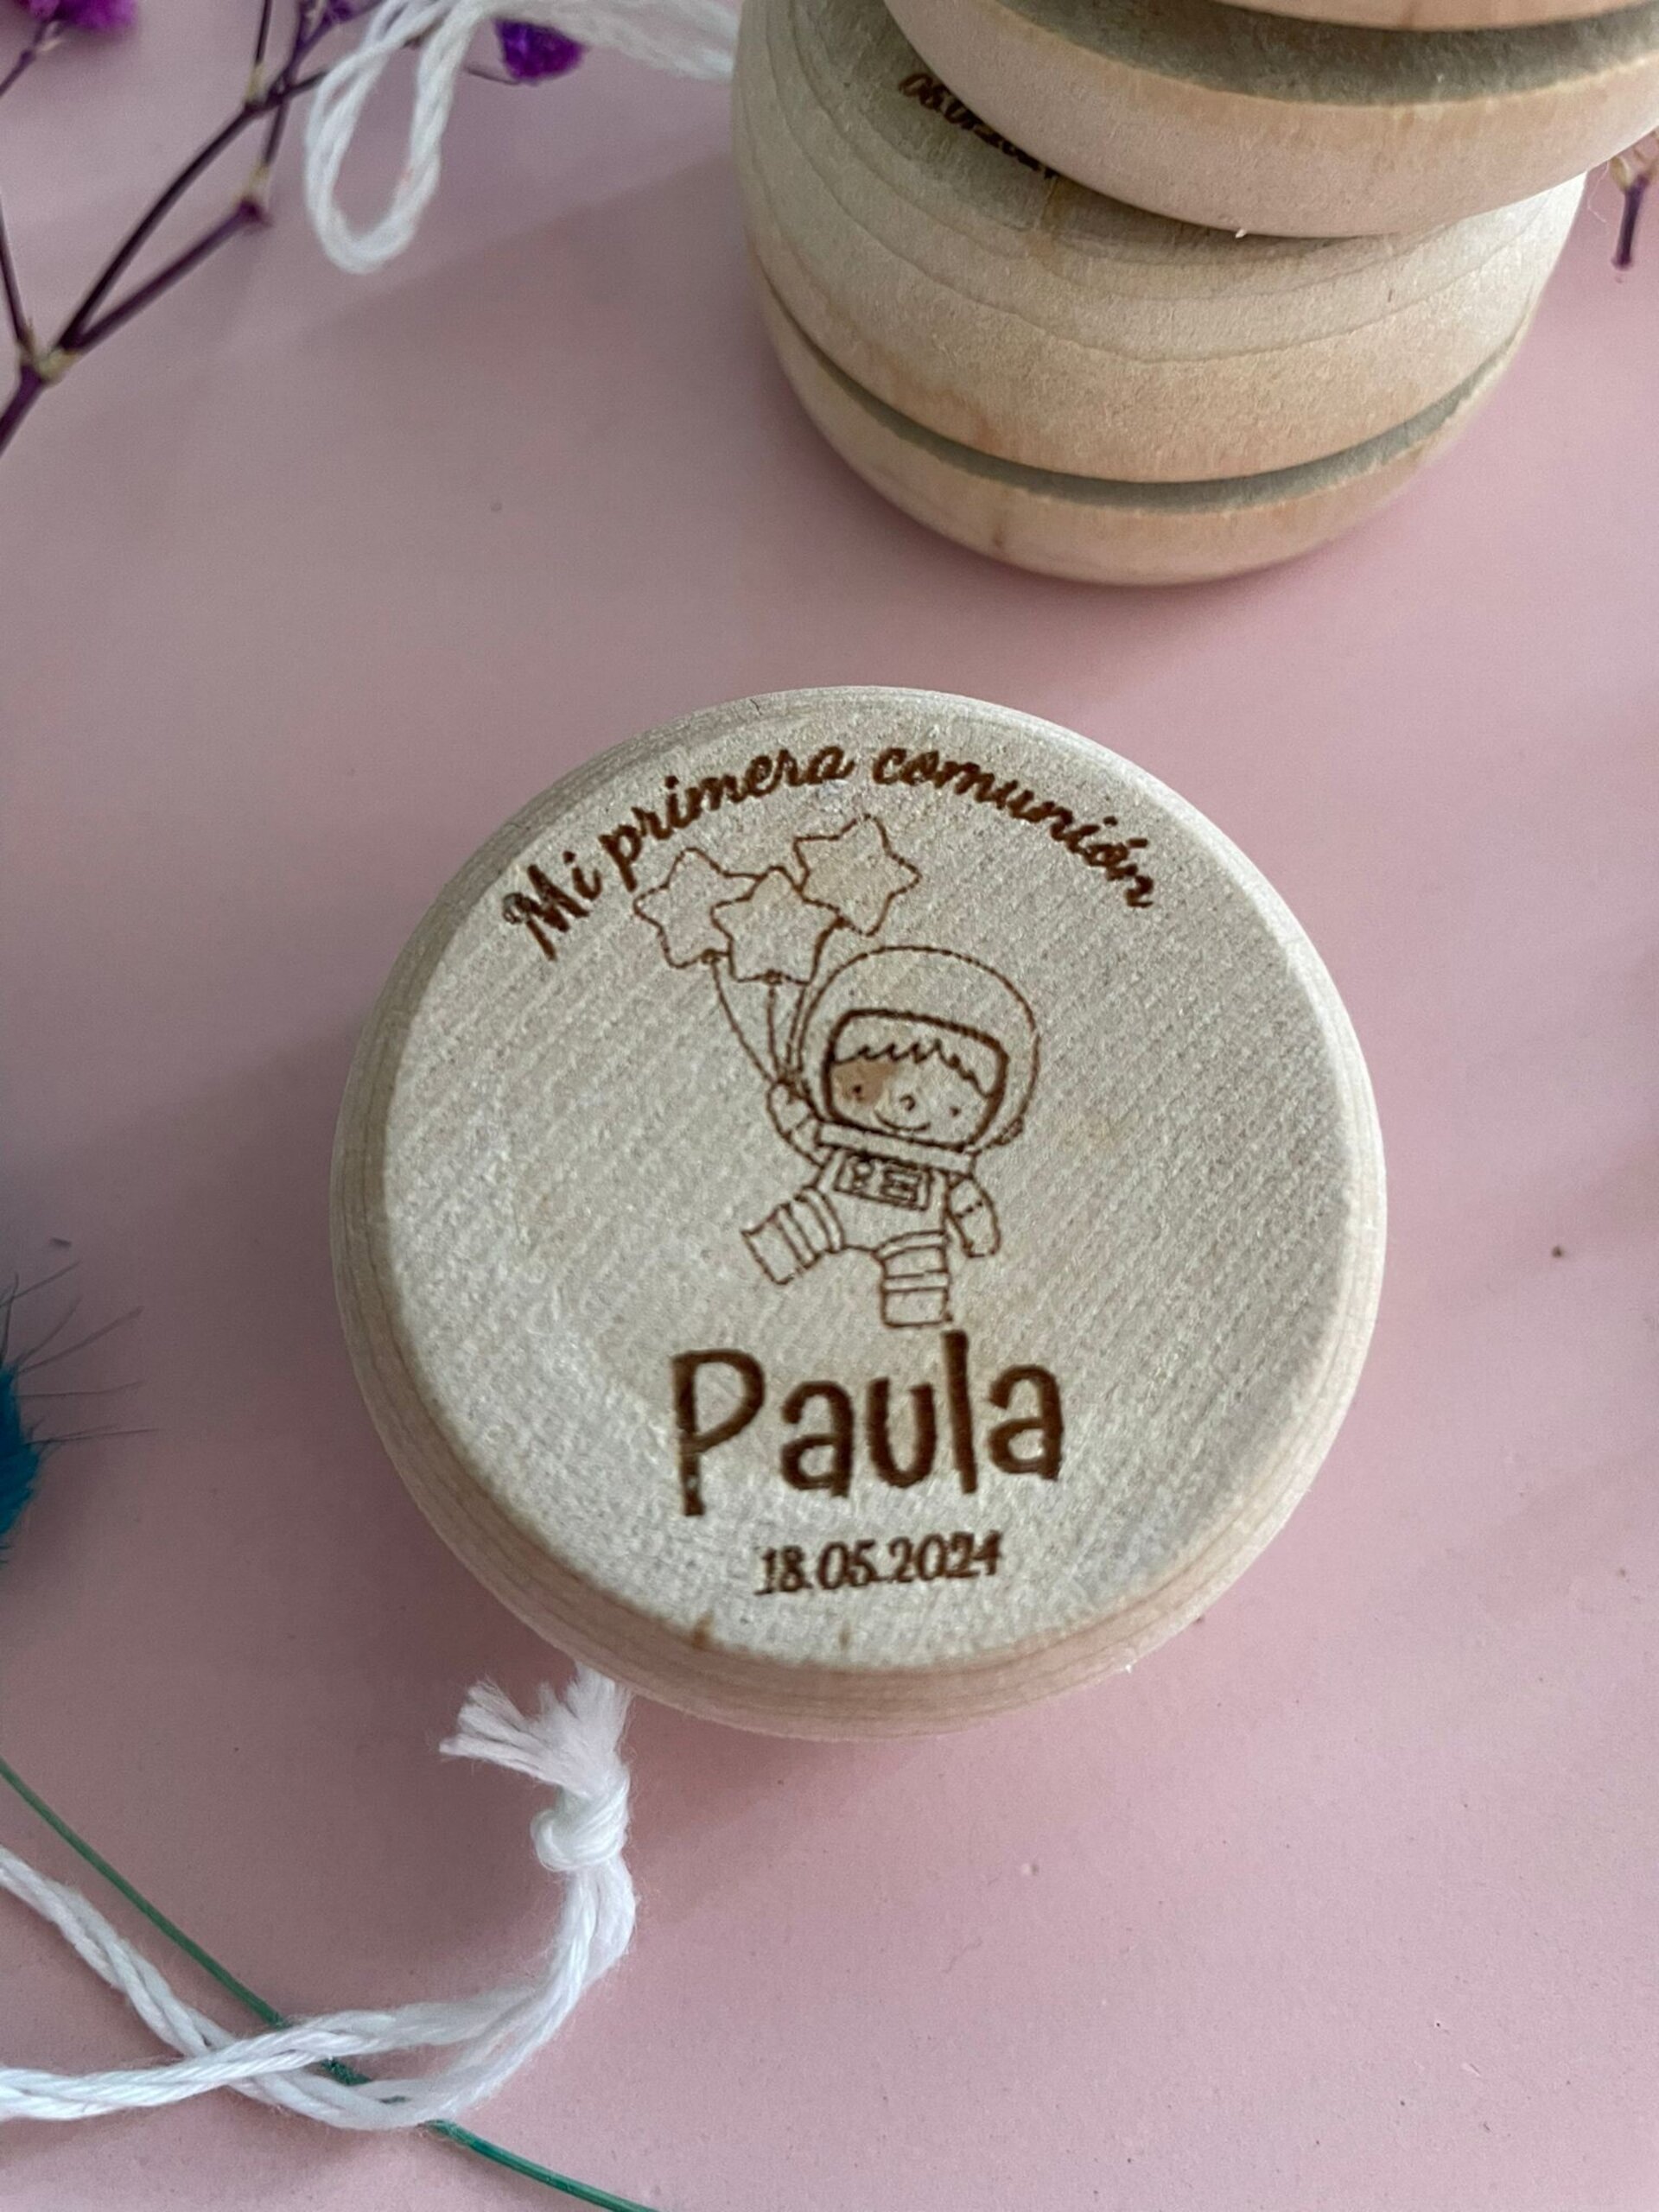 Mi primera comunión
Paula
18.05.2024